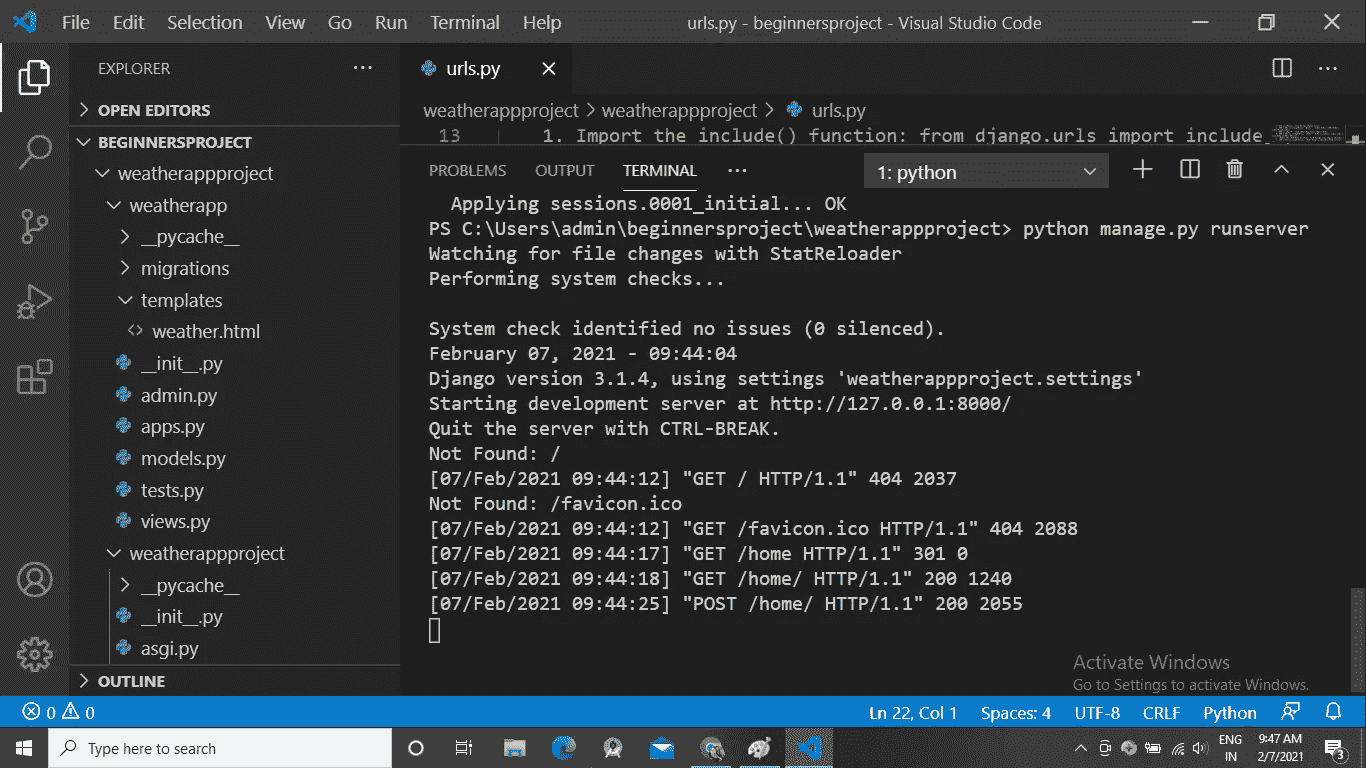 File Edit Selection View Go Run Terminal Help urls.py - beginnersproject - Visual Studio Code
EXPLORER
OPEN EDITORS
BEGINNERSPROJECT
weatherappproject
weatherapp
__pycache__
migrations
templates
<> weather.html
__init__.py
admin.py
apps.py
models.py
tests.py
views.py
weatherappproject
__pycache__
__init__.py
asgi.py
OUTLINE
urls.py
weatherappproject > weatherappproject > urls.py
13 1. Import the include() function: from django.urls import include
PROBLEMS OUTPUT TERMINAL ... 1: python
Applying sessions.0001_initial... OK
PS C:\Users\admin\beginnersproject\weatherappproject> python manage.py runserver
Watching for file changes with StatReloader
Performing system checks...
System check identified no issues (0 silenced).
February 07, 2021 - 09:44:04
Django version 3.1.4, using settings 'weatherappproject.settings'
Starting development server at http://127.0.0.1:8000/
Quit the server with CTRL-BREAK.
Not Found: /
[07/Feb/2021 09:44:12] "GET / HTTP/1.1" 404 2037
Not Found: /favicon.ico
[07/Feb/2021 09:44:12] "GET /favicon.ico HTTP/1.1" 404 2088
[07/Feb/2021 09:44:17] "GET /home HTTP/1.1" 301 0
[07/Feb/2021 09:44:18] "GET /home/ HTTP/1.1" 200 1240
[07/Feb/2021 09:44:25] "POST /home/ HTTP/1.1" 200 2055
Activate Windows
Go to Settings to activate Windows.
0 0 Ln 22, Col 1 Spaces: 4 UTF-8 CRLF Python
Type here to search
ENG
IN
9:47 AM
2/7/2021
3